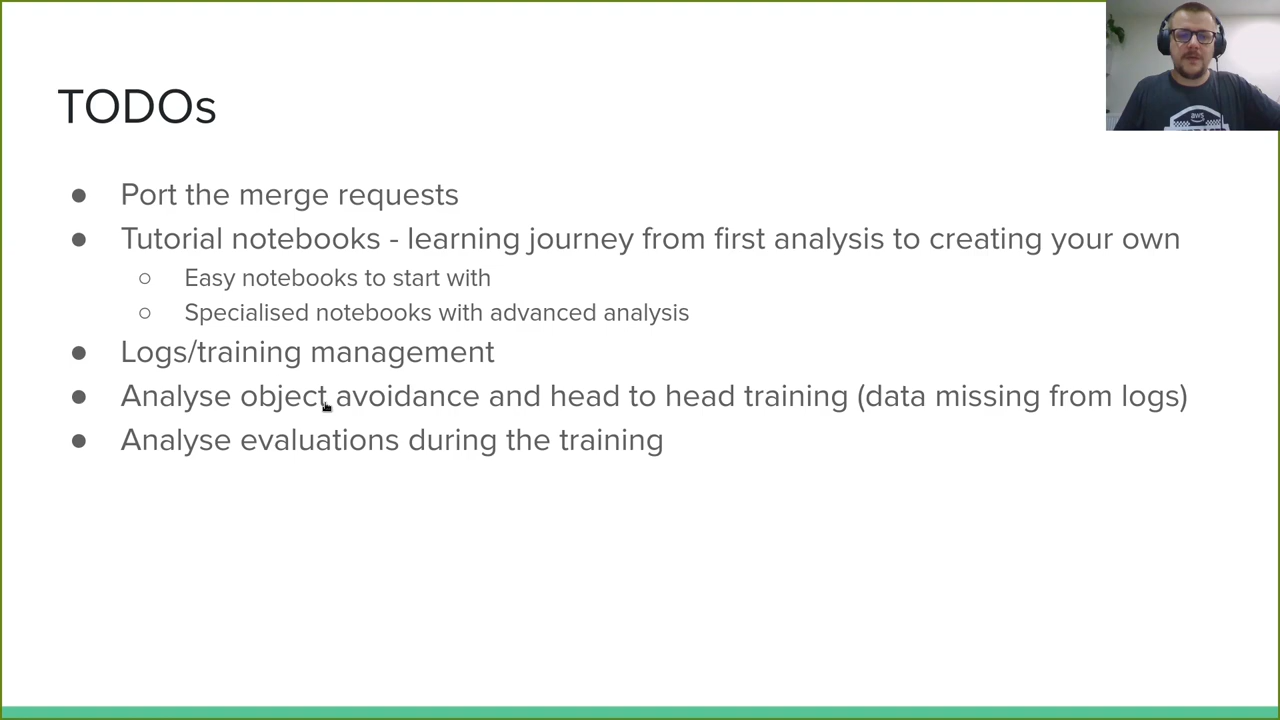 TODOs
aws
● Port the merge requests
● Tutorial notebooks - learning journey from first analysis to creating your own
○ Easy notebooks to start with
○ Specialised notebooks with advanced analysis
● Logs/training management
● Analyse object avoidance and head to head training (data missing from logs)
● Analyse evaluations during the training